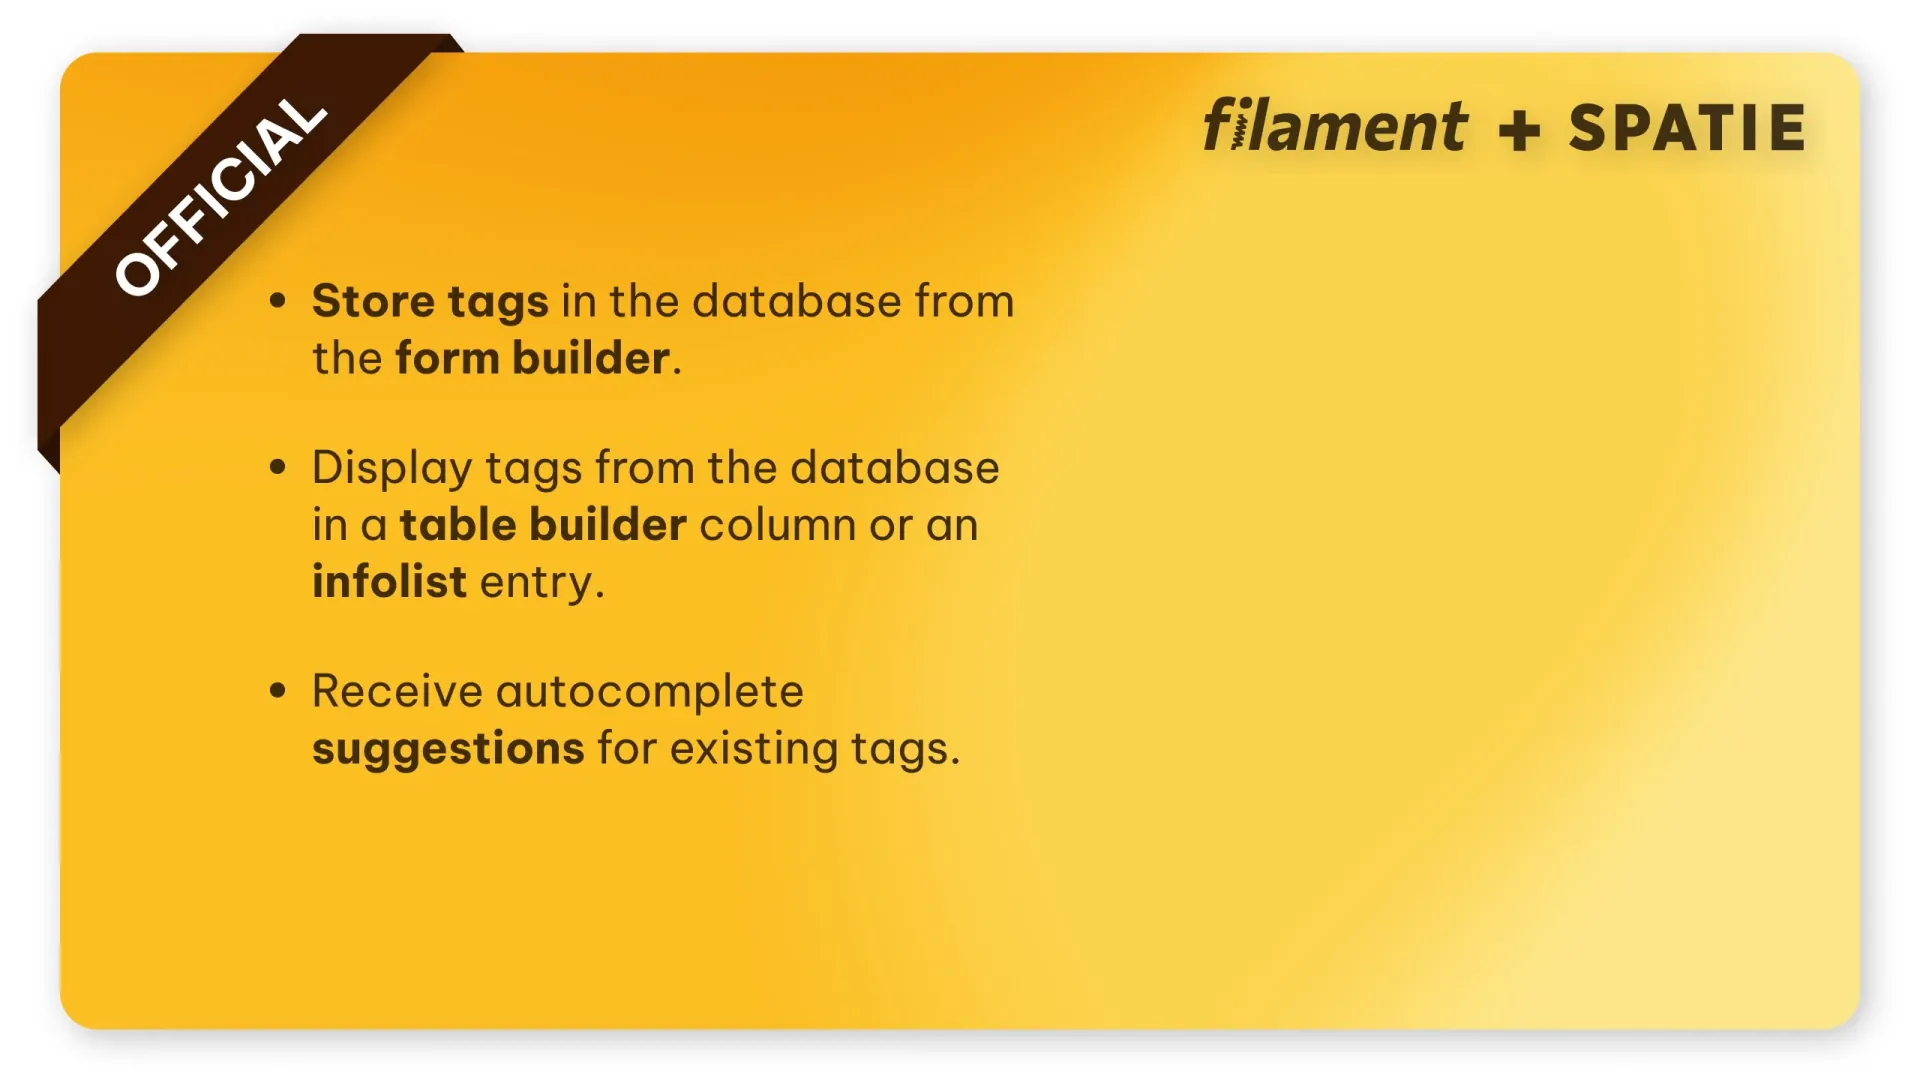 OFFICIAL
filament + SPATIE
• Store tags in the database from
the form builder.
• Display tags from the database
in a table builder column or an
infolist entry.
• Receive autocomplete
suggestions for existing tags.